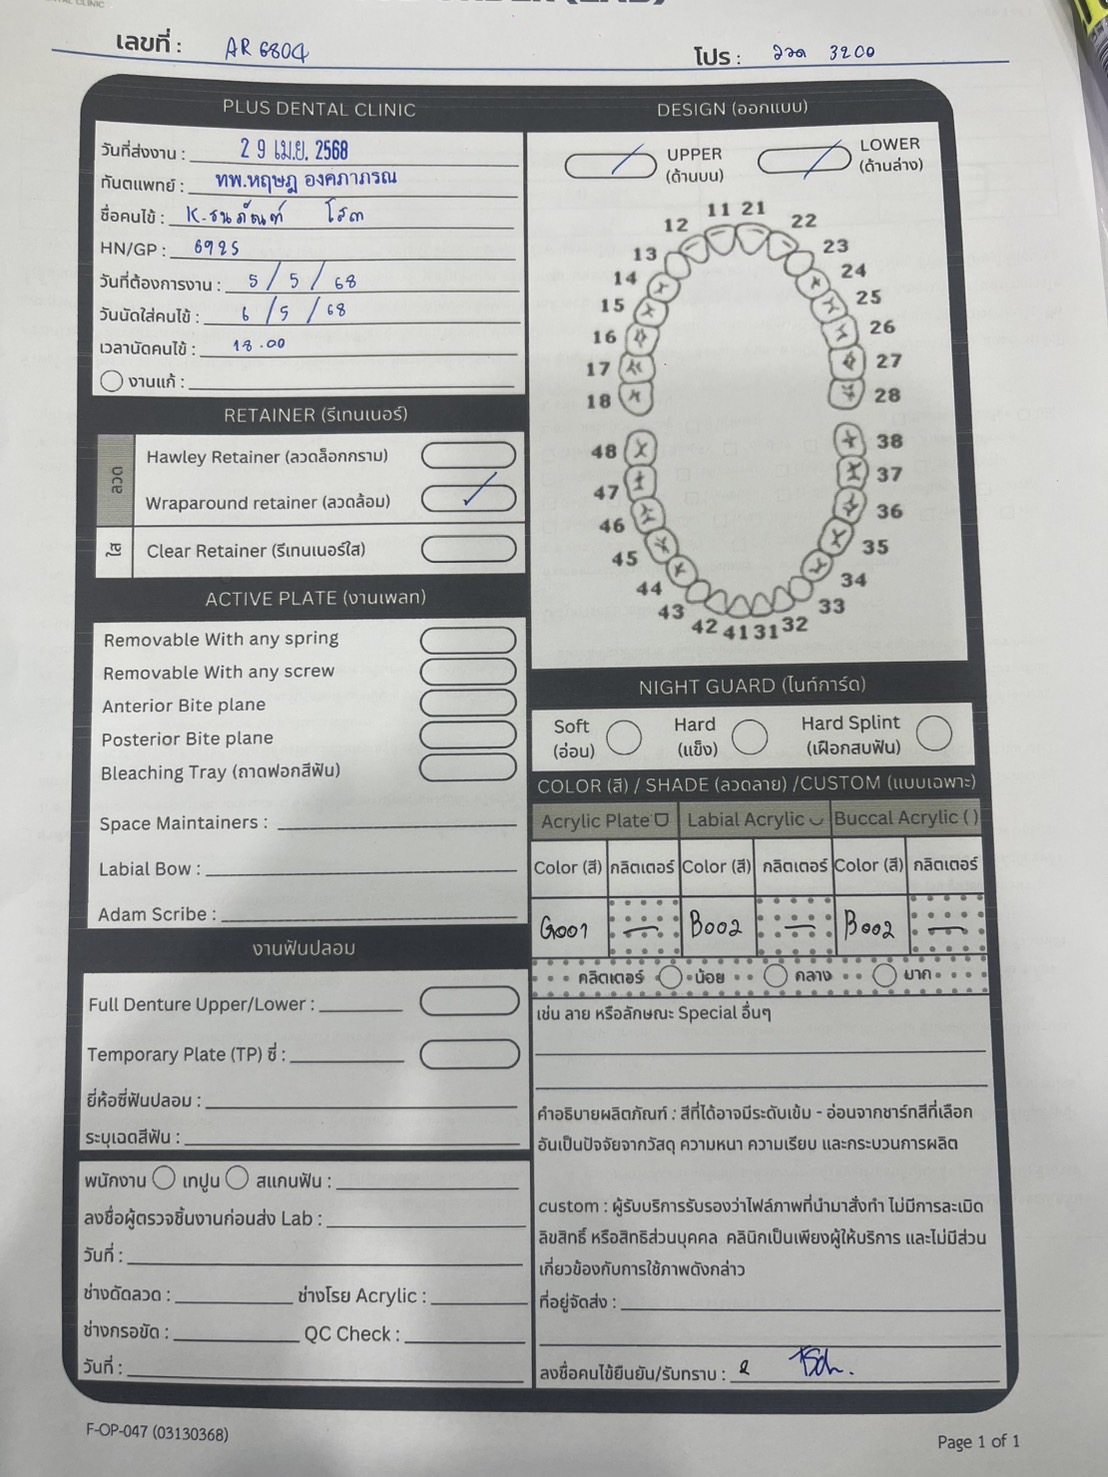 เลขที่ : AR 6804
โปร : ลวด 3200
PLUS DENTAL CLINIC
วันที่ส่งงาน : 29 เม.ย. 2568
ทันตแพทย์ : ทพ.หฤษฎ องคภาภรณ
ชื่อคนไข้ : K.
HN/GP : 6925
วันที่ต้องการงาน : 5 / 5 / 68
วันนัดใส่คนไข้ : 6 / 5 / 68
เวลานัดคนไข้ : 18.00
งานแก้ :
RETAINER (รีเทนเนอร์)
ลวด
Hawley Retainer (ลวดล็อกกราม)
Wraparound retainer (ลวดล้อม)
ใส
Clear Retainer (รีเทนเนอร์ใส)
ACTIVE PLATE (งานเพลท)
Removable With any spring
Removable With any screw
Anterior Bite plane
Posterior Bite plane
Bleaching Tray (ถาดฟอกสีฟัน)
Space Maintainers :
Labial Bow :
Adam Scribe :
งานฟันปลอม
Full Denture Upper/Lower :
Temporary Plate (TP) ซี่ :
ยี่ห้อซี่ฟันปลอม :
ระบุเฉดสีฟัน :
พนักงาน เทปูน สแกนฟัน :
ลงชื่อผู้ตรวจชิ้นงานก่อนส่ง Lab :
วันที่ :
ช่างดัดลวด : ช่างโรย Acrylic :
ช่างกรอขัด : QC Check :
วันที่ :
DESIGN (ออกแบบ)
UPPER
(ด้านบน)
LOWER
(ด้านล่าง)
11 21
12 22
13 23
14 24
15 25
16 26
17 27
18 28
48 38
47 37
46 36
45 35
44 34
43 33
42 41 31 32
NIGHT GUARD (ไนท์การ์ด)
Soft
(อ่อน)
Hard
(แข็ง)
Hard Splint
(เฝือกสบฟัน)
COLOR (สี) / SHADE (ลวดลาย) /CUSTOM (แบบเฉพาะ)
Acrylic Plate Labial Acrylic Buccal Acrylic ( )
Color (สี) กลิตเตอร์ Color (สี) กลิตเตอร์ Color (สี) กลิตเตอร์
G001 — B002 — B002 —
กลิตเตอร์ น้อย กลาง มาก
เช่น ลาย หรือลักษณะ Special อื่นๆ
คำอธิบายผลิตภัณฑ์ : สีที่ได้อาจมีระดับเข้ม - อ่อนจากชาร์ทสีที่เลือก
อันเป็นปัจจัยจากวัสดุ ความหนา ความเรียบ และกระบวนการผลิต
custom : ผู้รับบริการรับรองว่าไฟล์ภาพที่นำมาสั่งทำ ไม่มีการละเมิด
ลิขสิทธิ์ หรือสิทธิส่วนบุคคล คลินิกเป็นเพียงผู้ให้บริการ และไม่มีส่วน
เกี่ยวข้องกับการใช้ภาพดังกล่าว
ที่อยู่จัดส่ง :
ลงชื่อคนไข้ยืนยัน/รับทราบ :
F-OP-047 (03130368)
Page 1 of 1